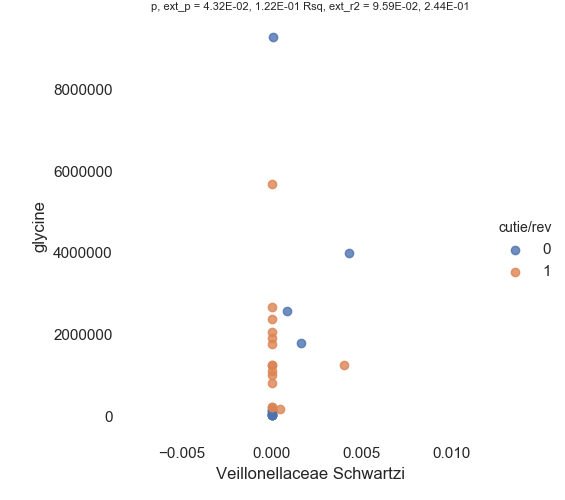 p, ext_p = 4.32E-02, 1.22E-01 Rsq, ext_r2 = 9.59E-02, 2.44E-01
8000000
6000000
4000000
2000000
0
glycine
−0.005
0.000
0.005
0.010
Veillonellaceae Schwartzi
cutie/rev
0
1